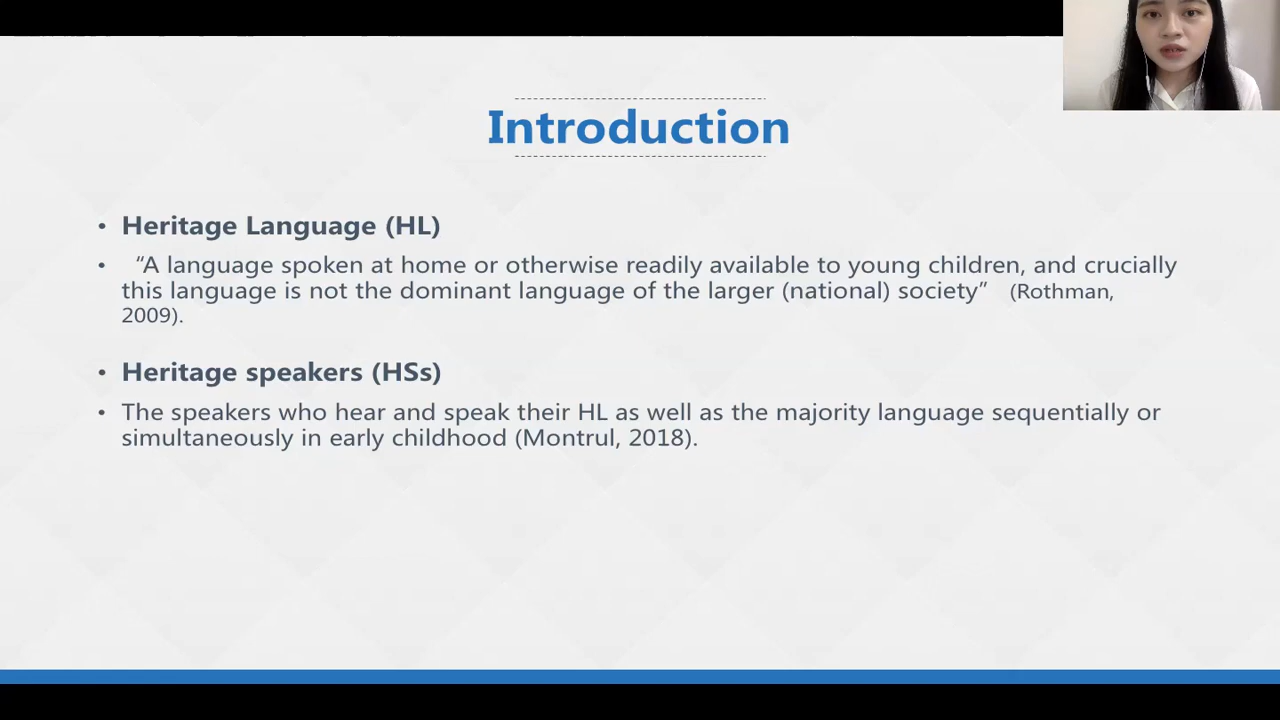 Introduction
• Heritage Language (HL)
• “A language spoken at home or otherwise readily available to young children, and crucially
this language is not the dominant language of the larger (national) society” (Rothman,
2009).
• Heritage speakers (HSs)
• The speakers who hear and speak their HL as well as the majority language sequentially or
simultaneously in early childhood (Montrul, 2018).